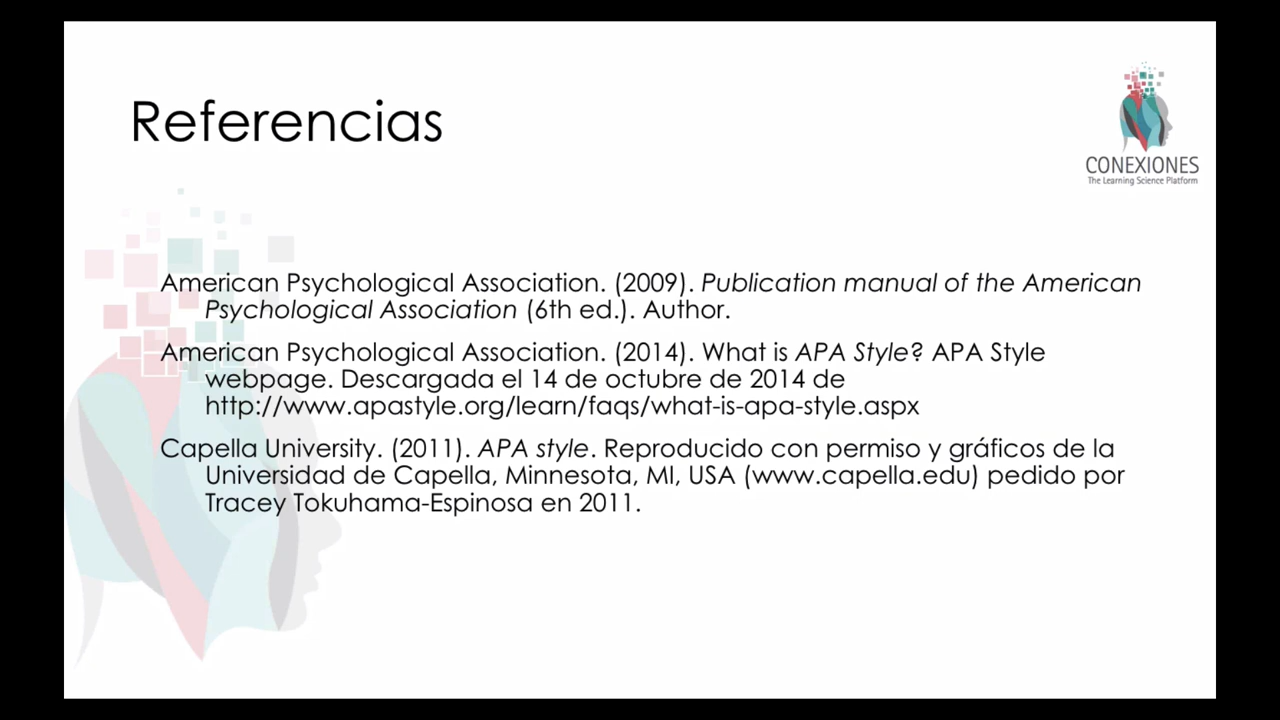 Referencias
CONEXIONES
The Learning Science Platform
American Psychological Association. (2009). Publication manual of the American
Psychological Association (6th ed.). Author.
American Psychological Association. (2014). What is APA Style? APA Style
webpage. Descargada el 14 de octubre de 2014 de
http://www.apastyle.org/learn/faqs/what-is-apa-style.aspx
Capella University. (2011). APA style. Reproducido con permiso y gráficos de la
Universidad de Capella, Minnesota, MI, USA (www.capella.edu) pedido por
Tracey Tokuhama-Espinosa en 2011.